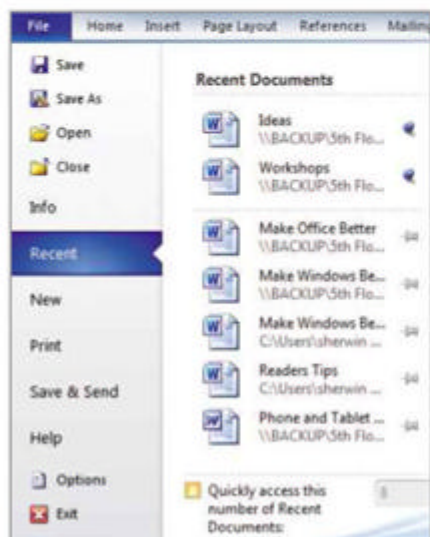 File Home Insert Page Layout References Mailing
Save
Save As
Open
Close
Info
Recent
New
Print
Save & Send
Help
Options
Exit
Recent Documents
Ideas
\\BACKUP\5th Flo...
Workshops
\\BACKUP\5th Flo...
Make Office Better
\\BACKUP\5th Flo...
Make Windows Be...
\\BACKUP\5th Flo...
Make Windows Be...
C:\Users\sherwin ...
Readers Tips
C:\Users\sherwin ...
Phone and Tablet ...
\\BACKUP\5th Flo...
Quickly access this
number of Recent
Documents: